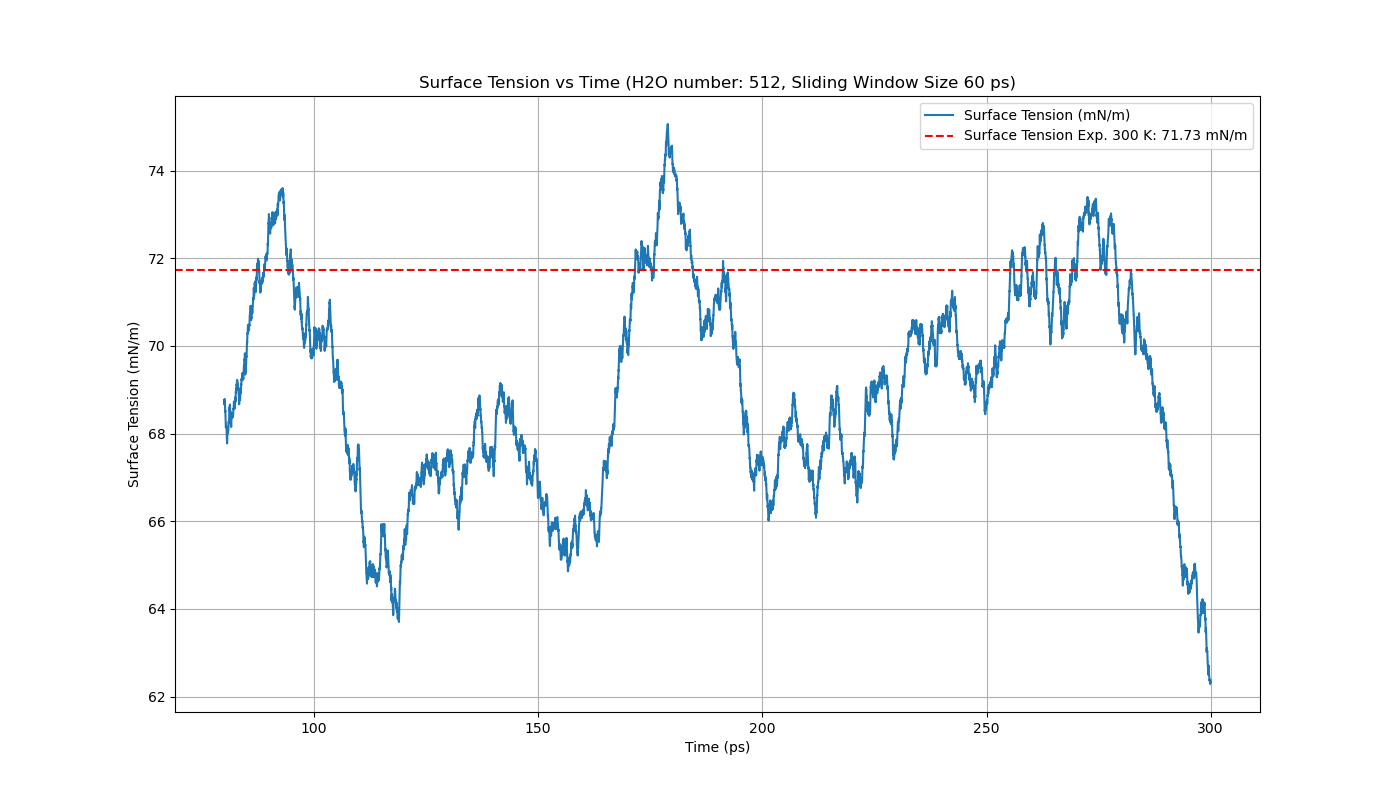 Surface Tension vs Time (H2O number: 512, Sliding Window Size 60 ps)
Surface Tension (mN/m)
Surface Tension Exp. 300 K: 71.73 mN/m
74
72
70
68
66
64
62
Surface Tension (mN/m)
100
150
200
250
300
Time (ps)